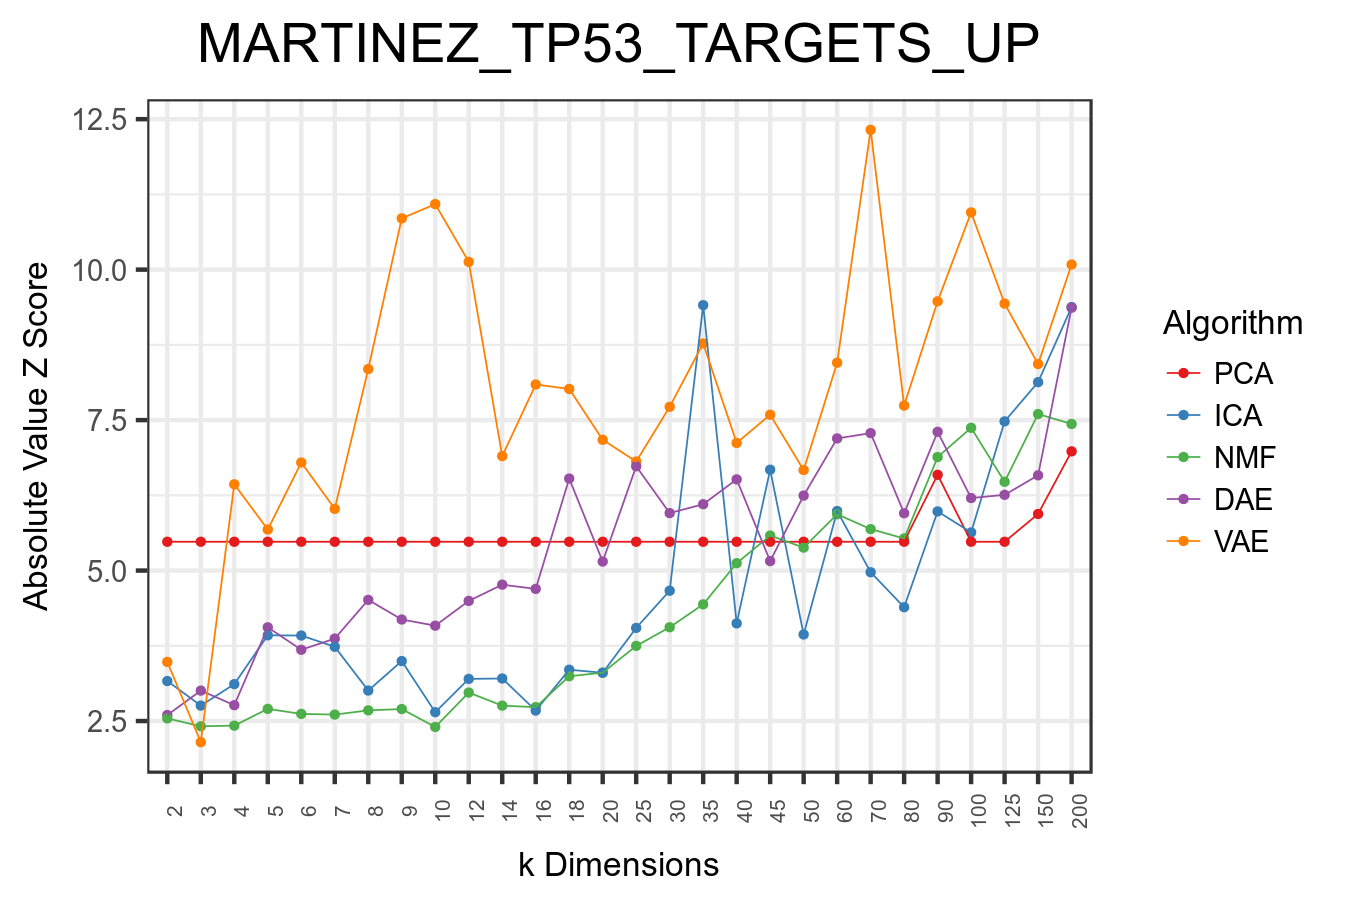 MARTINEZ_TP53_TARGETS_UP
12.5
10.0
7.5
5.0
2.5
Absolute Value Z Score
2 3 4 5 6 7 8 9 10 12 14 16 18 20 25 30 35 40 45 50 60 70 80 90 100 125 150 200
k Dimensions
Algorithm
PCA
ICA
NMF
DAE
VAE